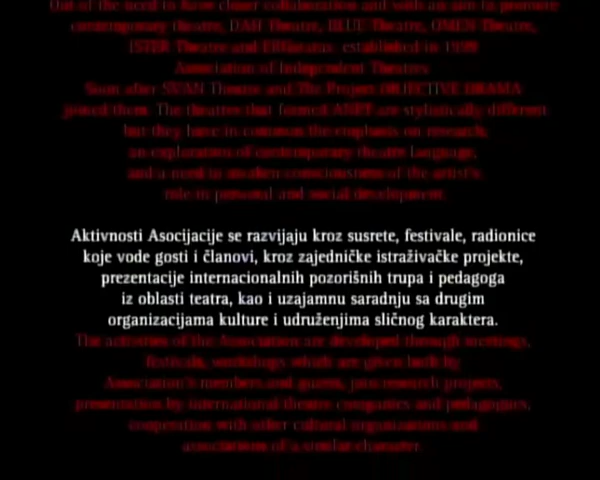 Out of the need to have closer collaboration and with an aim to promote
contemporary theatre, DAH Theatre, BLUE Theatre, OMEN Theatre,
ISTER Theatre and established in 1999
Association of Independent Theatres
Soon after SWAN Theatre and The Project OBJECTIVE DRAMA
joined them. The theatres that formed ANET are stylistically different
but they have in common the emphasis on research,
an exploration of contemporary theatre language,
and a need to awaken consciousness of the artist's
role in personal and social development.
Aktivnosti Asocijacije se razvijaju kroz susrete, festivale, radionice
koje vode gosti i članovi, kroz zajedničke istraživačke projekte,
prezentacije internacionalnih pozorišnih trupa i pedagoga
iz oblasti teatra, kao i uzajamnu saradnju sa drugim
organizacijama kulture i udruženjima sličnog karaktera.
The activities of the Association are developed through meetings,
festivals, workshops which are given both by
Association's members and guests, joint research projects,
presentation by international theatre companies and pedagogues,
cooperation with other cultural organizations and
associations of a similar character.